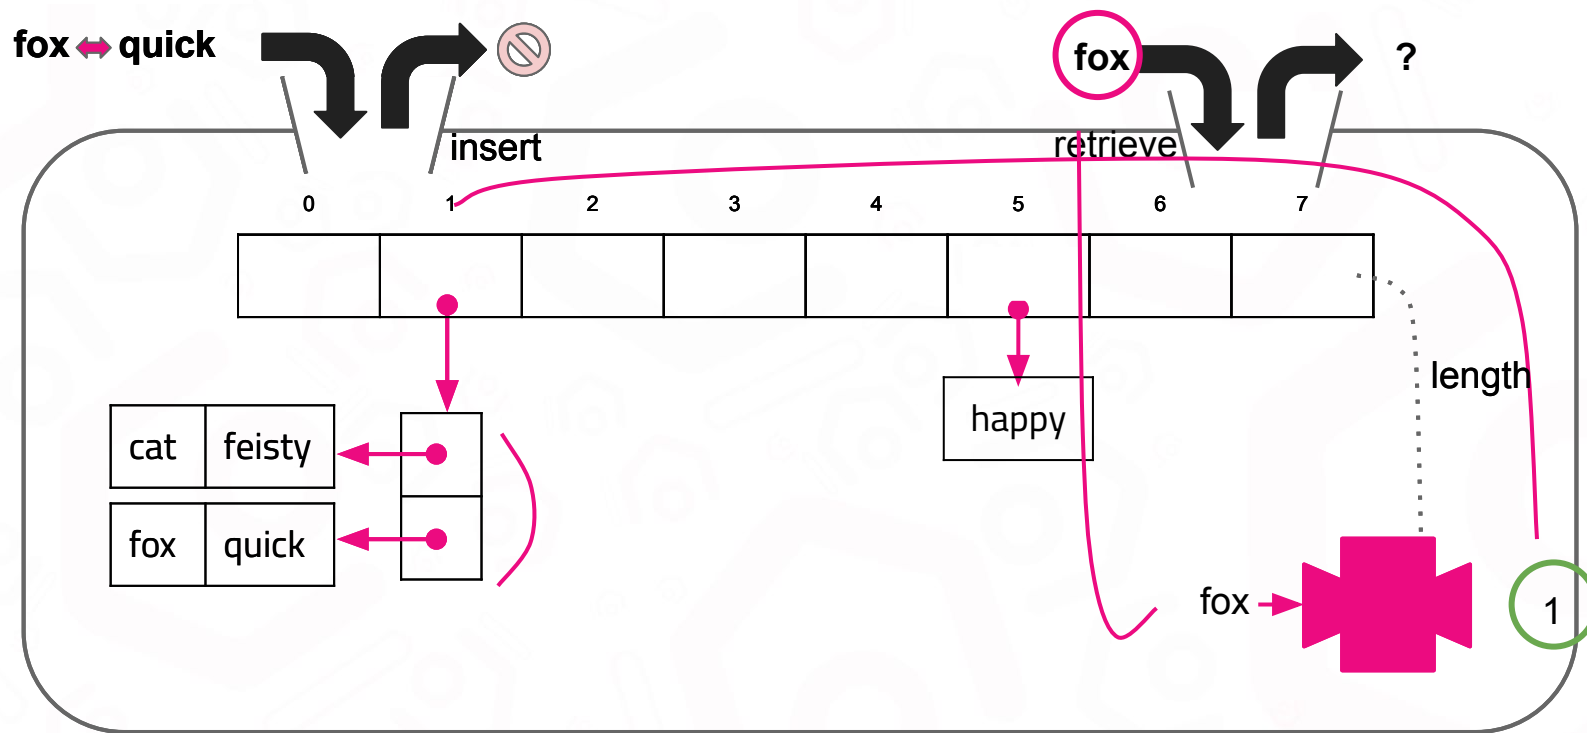 fox quick
fox ?
insert
retrieve
0 1 2 3 4 5 6 7
length
happy
cat feisty
fox quick
fox
1